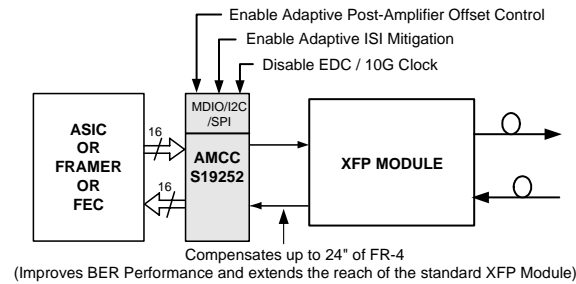 Enable Adaptive Post-Amplifier Offset Control
Enable Adaptive ISI Mitigation
Disable EDC / 10G Clock
MDIO/I2C
/SPI
ASIC
OR
FRAMER
OR
FEC
16
16
AMCC
S19252
XFP MODULE
Compensates up to 24" of FR-4
(Improves BER Performance and extends the reach of the standard XFP Module)